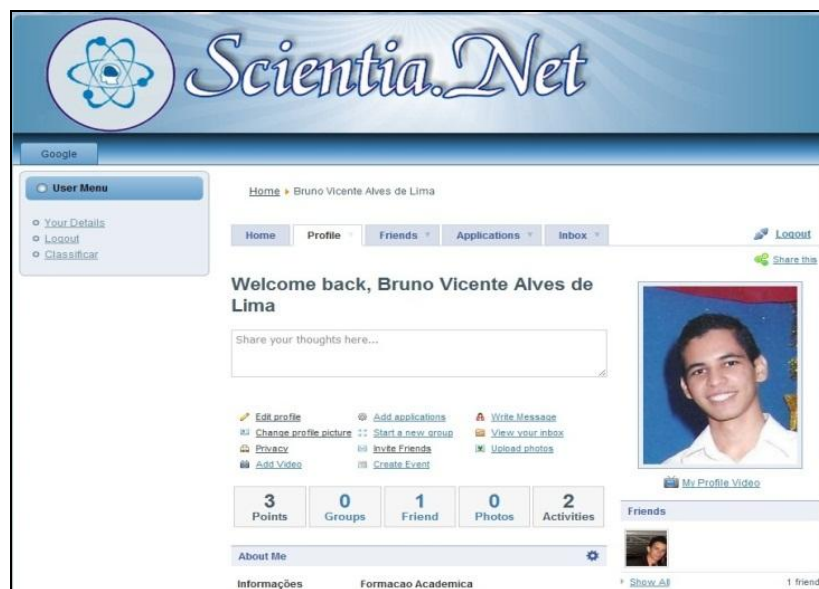 Scientia.Net
Google
User Menu
Your Details
Logout
Classificar
Home Bruno Vicente Alves de Lima
Home Profile Friends Applications Inbox
Logout
Share this
Welcome back, Bruno Vicente Alves de
Lima
Share your thoughts here...
Edit profile Add applications Write Message
Change profile picture Start a new group View your inbox
Privacy Invite Friends Upload photos
Add Video Create Event
My Profile Video
3 0 1 0 2
Points Groups Friend Photos Activities
Friends
About Me
Informações Formacao Academica
Show All 1 friend